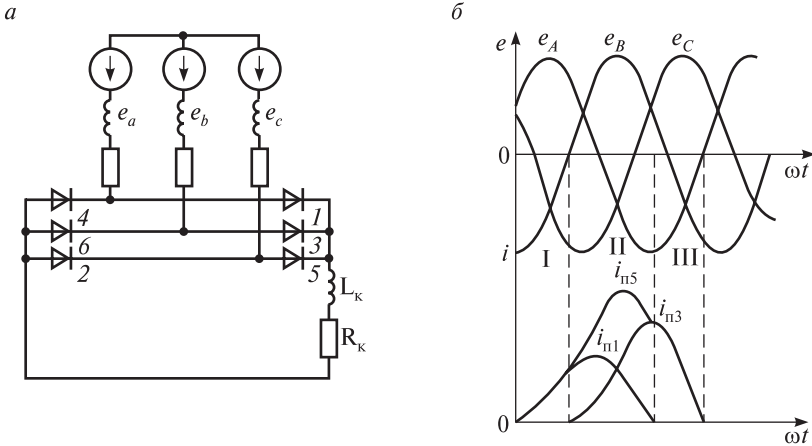 а
e_a
e_b
e_c
4
1
6
3
2
5
L_к
R_к
б
e
e_A
e_B
e_C
0
ωt
i
I
II
III
i_п5
i_п3
i_п1
0
ωt